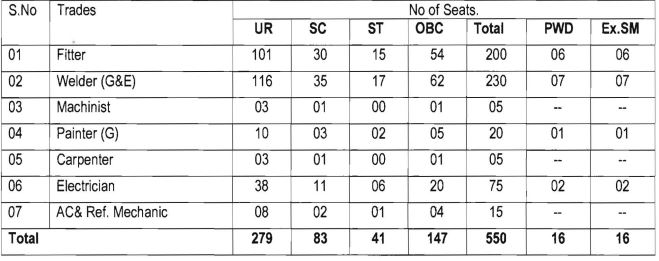 S.No Trades No of Seats.
UR SC ST OBC Total PWD Ex.SM
01 Fitter 101 30 15 54 200 06 06
02 Welder (G&E) 116 35 17 62 230 07 07
03 Machinist 03 01 00 01 05 -- --
04 Painter (G) 10 03 02 05 20 01 01
05 Carpenter 03 01 00 01 05 -- --
06 Electrician 38 11 06 20 75 02 02
07 AC& Ref. Mechanic 08 02 01 04 15 -- --
Total 279 83 41 147 550 16 16